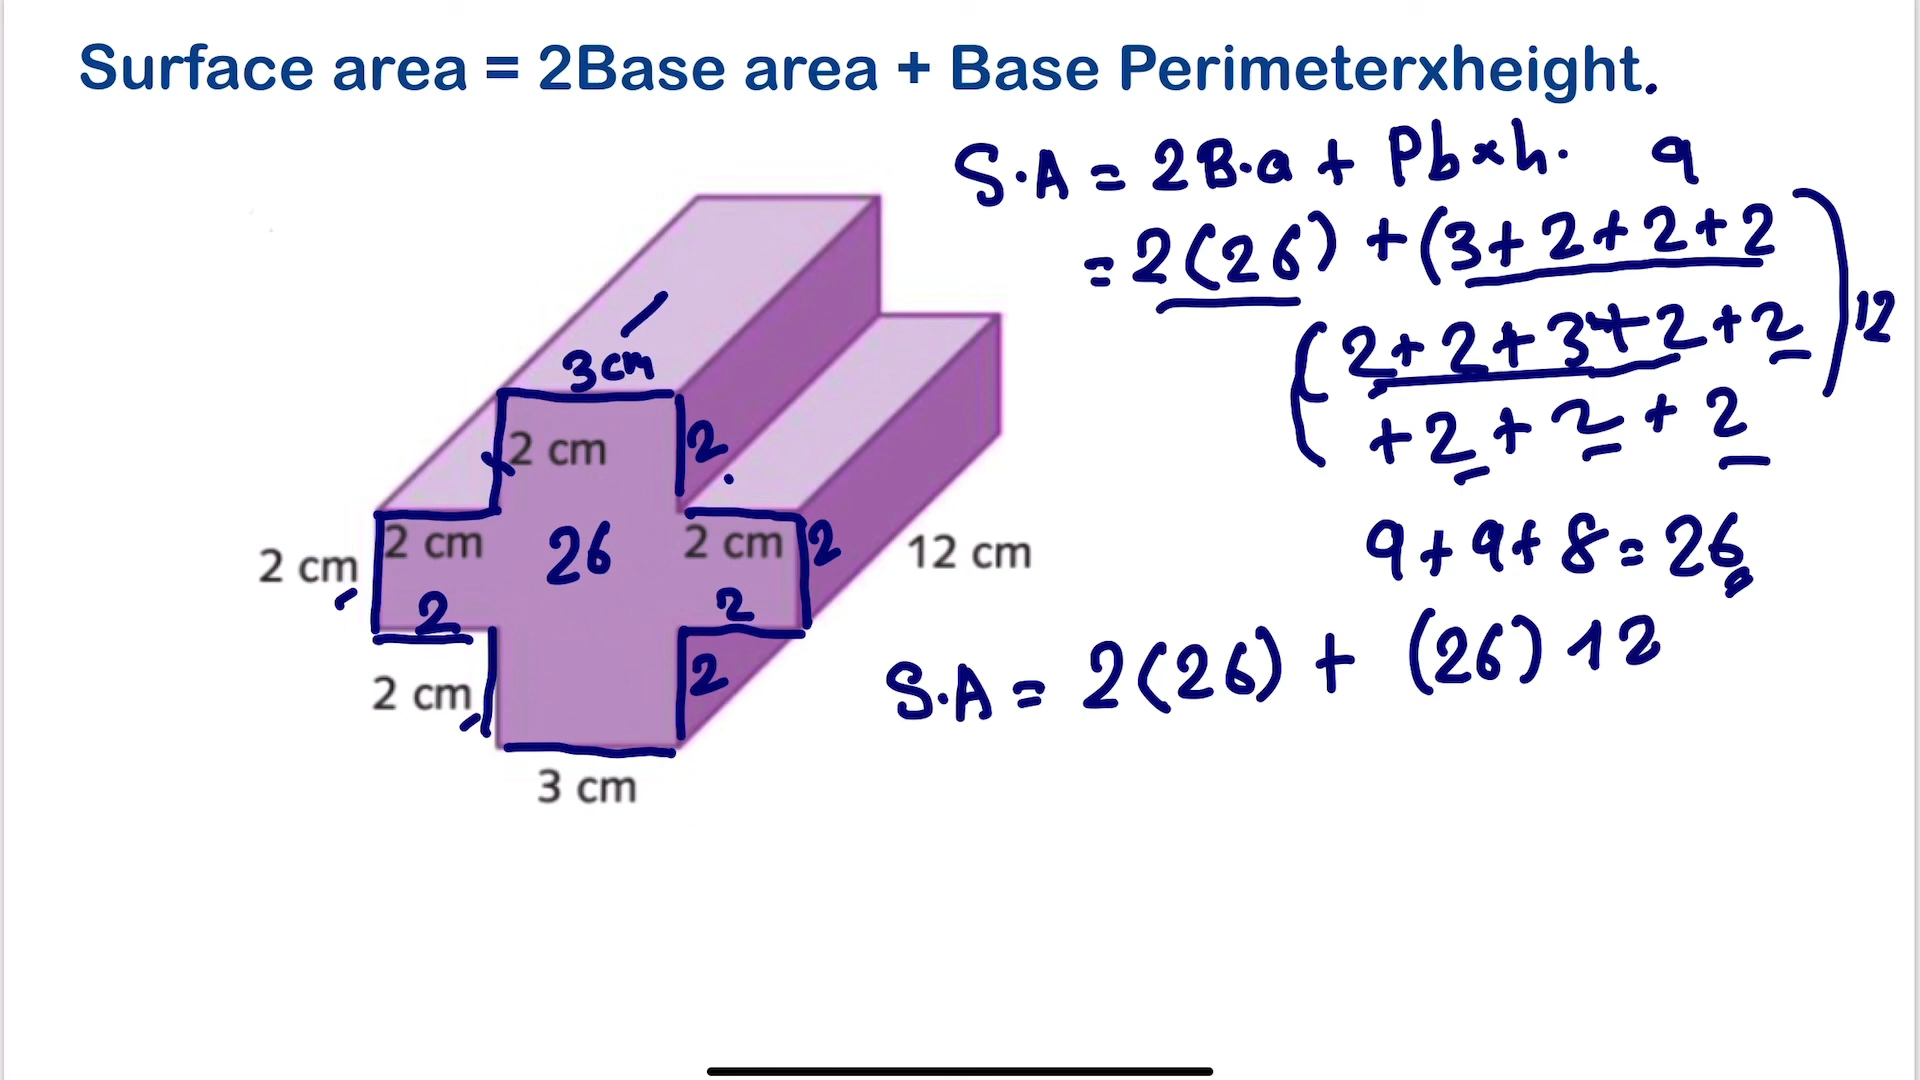 Surface area = 2Base area + Base Perimeterxheight.
S.A = 2B.a + Pb×h. 9
= 2(26) + (3+2+2+2
(2+2+3+2+2 ) 12
+2+2+2
9+9+8=26
S.A = 2(26) + (26) 12
3cm
2 cm 2.
2 cm 26 2 cm 2
2 cm 12 cm
2 2
2 cm 2
3 cm